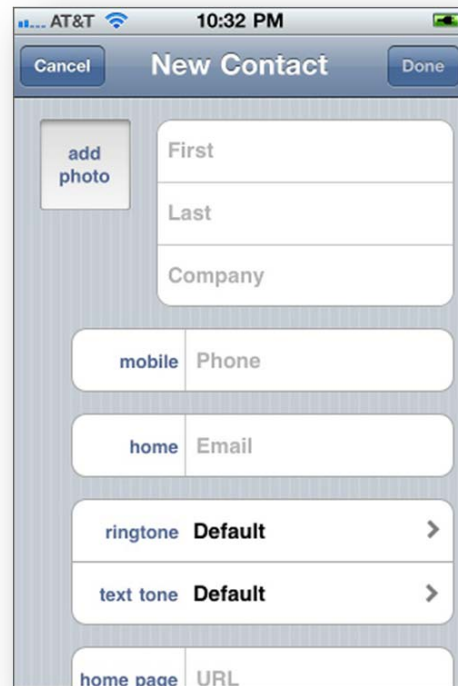 AT&T 10:32 PM
Cancel New Contact Done
add
photo
First
Last
Company
mobile Phone
home Email
ringtone Default
text tone Default
home page URL